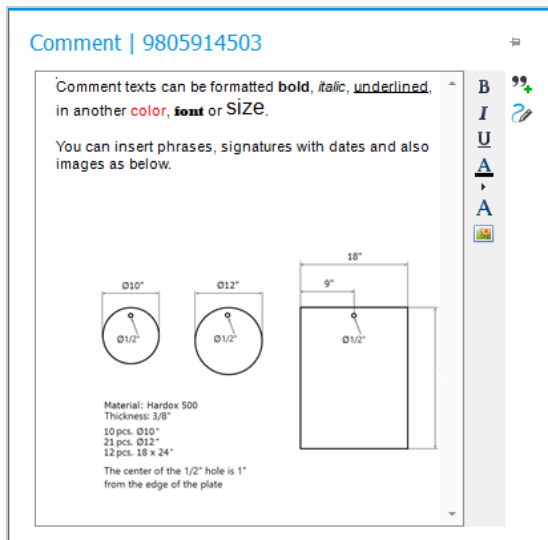 Comment | 9805914503
Comment texts can be formatted bold, italic, underlined,
in another color, font or size.
You can insert phrases, signatures with dates and also
images as below.
18"
9"
Ø10"
Ø12"
Ø1/2"
Ø1/2"
Ø1/2"
Material: Hardox 500
Thickness: 3/8"
10 pcs. Ø10"
21 pcs. Ø12"
12 pcs. 18 x 24"
The center of the 1/2" hole is 1"
from the edge of the plate
B
I
U
A
A